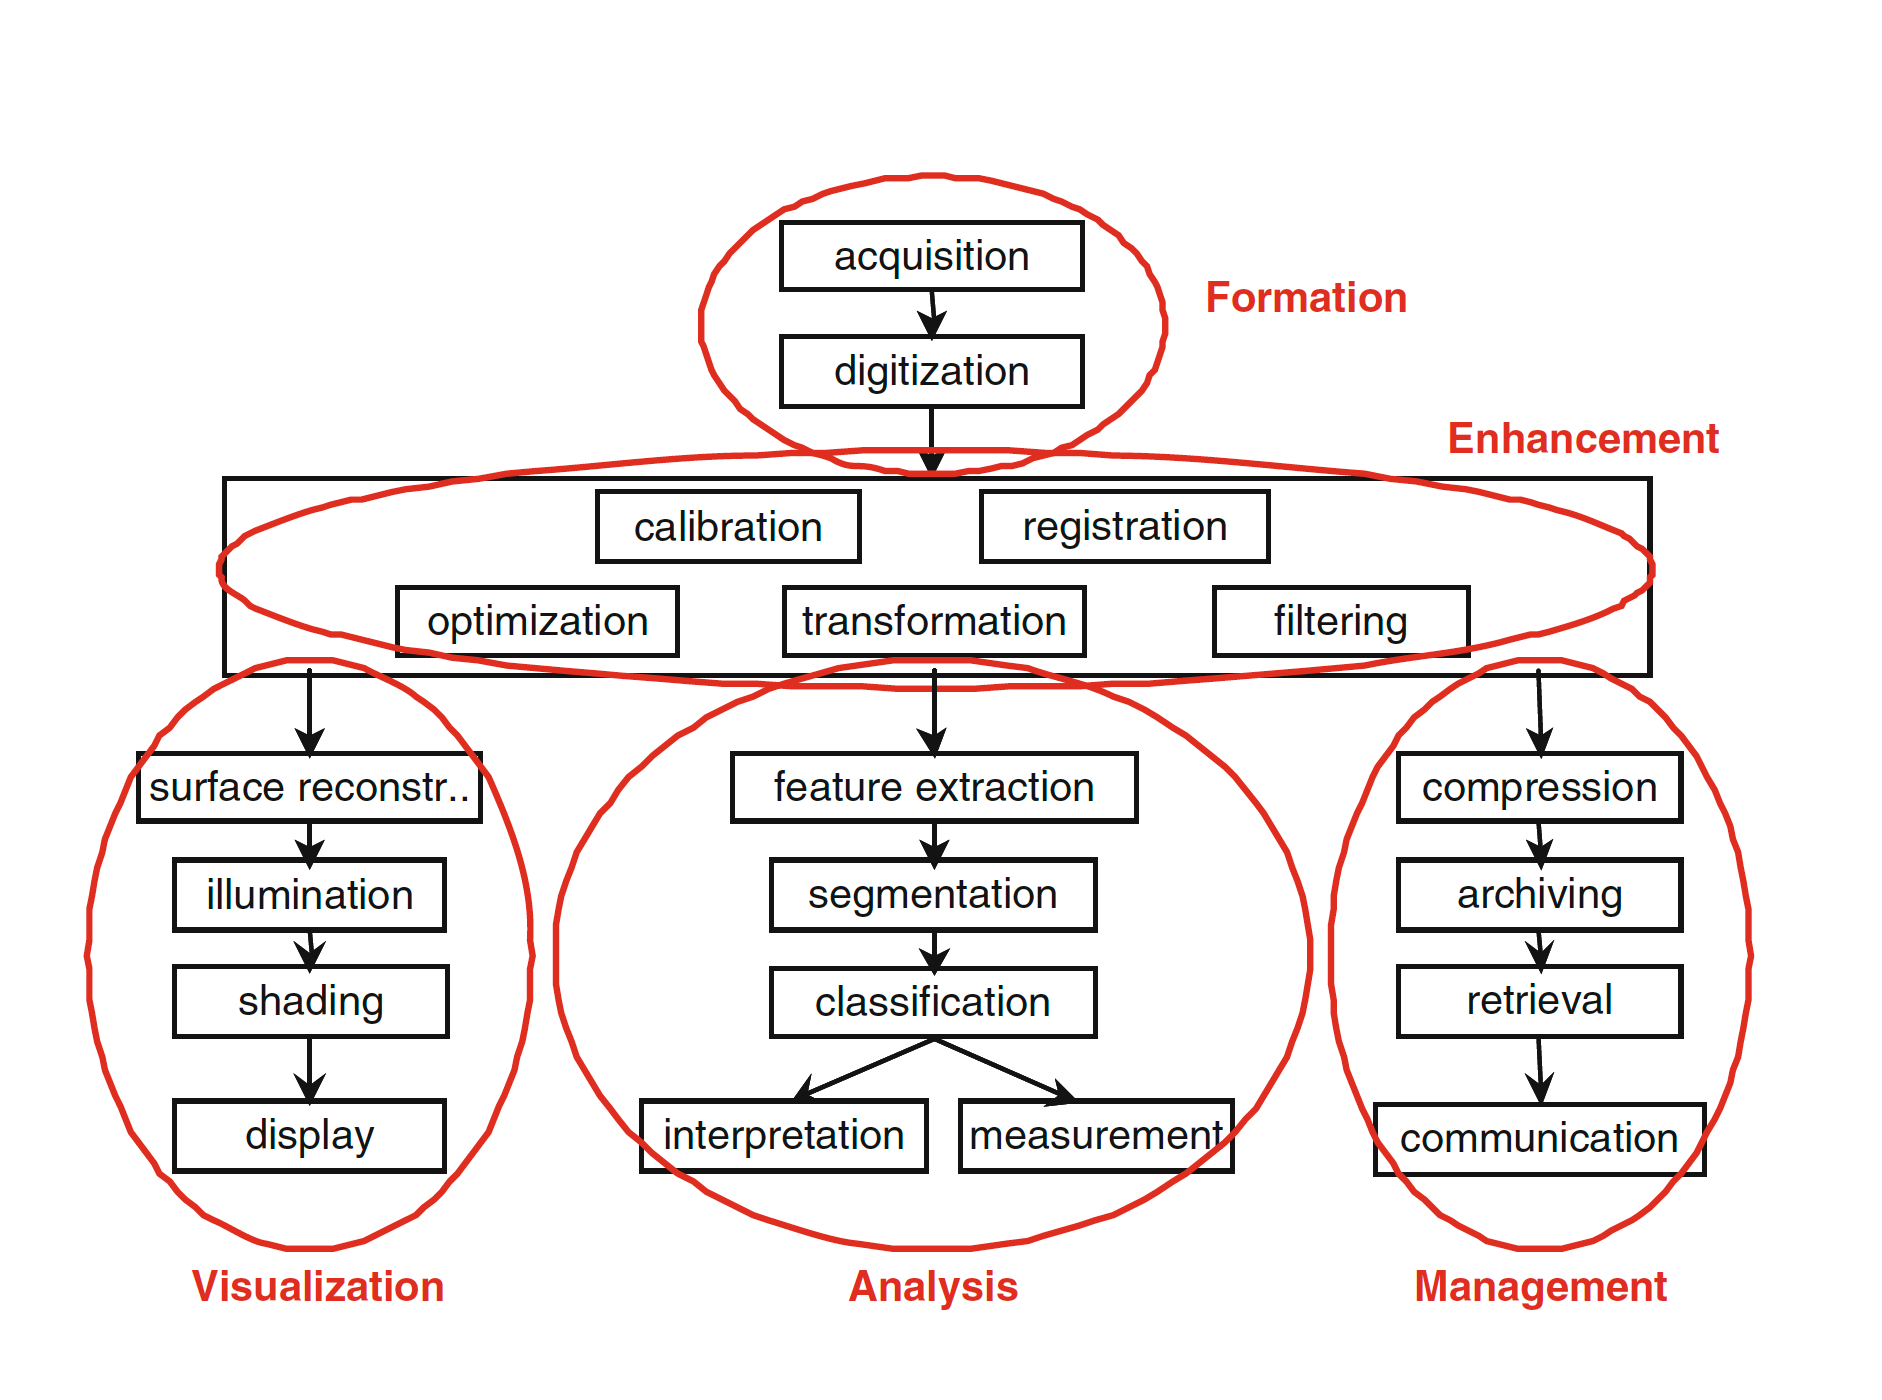 acquisition
Formation
digitization
Enhancement
calibration
registration
optimization
transformation
filtering
surface reconstr..
illumination
shading
display
Visualization
feature extraction
segmentation
classification
interpretation
measurement
Analysis
compression
archiving
retrieval
communication
Management